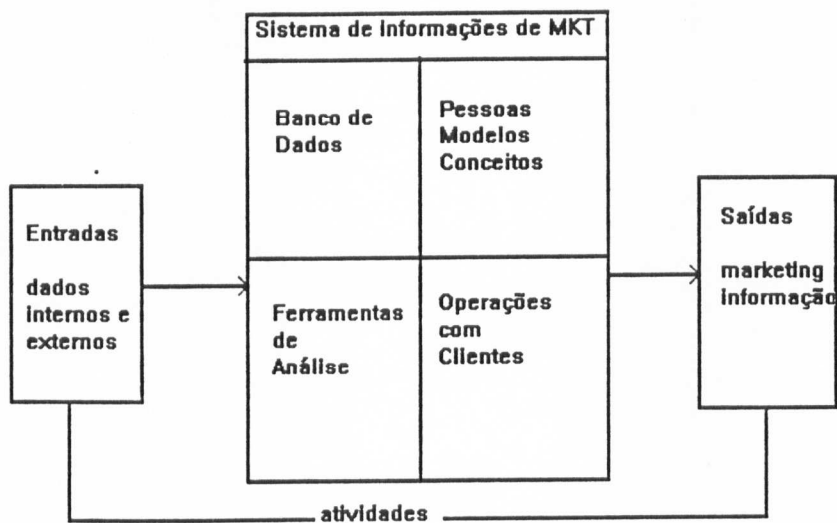 Sistema de Informações de MKT
Banco de
Dados
Pessoas
Modelos
Conceitos
Entradas
dados
internos e
externos
Ferramentas
de
Análise
Operações
com
Clientes
Saídas
marketing
informação
atividades